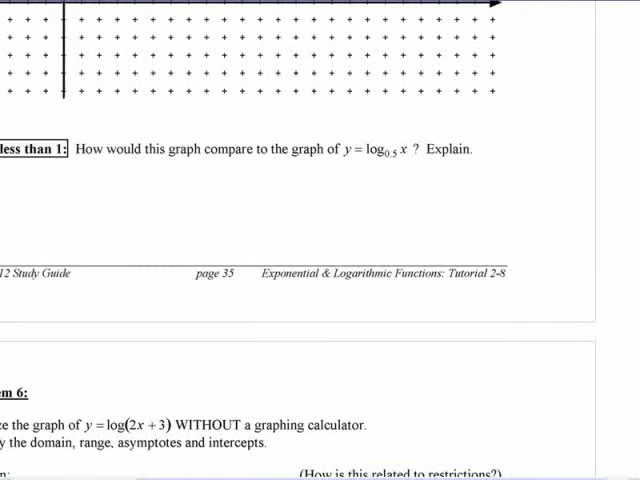 less than 1: How would this graph compare to the graph of y = log₀.₅ x ? Explain.
12 Study Guide page 35 Exponential & Logarithmic Functions: Tutorial 2-8
em 6:
ze the graph of y = log(2x + 3) WITHOUT a graphing calculator.
y the domain, range, asymptotes and intercepts.
n: (How is this related to restrictions?)